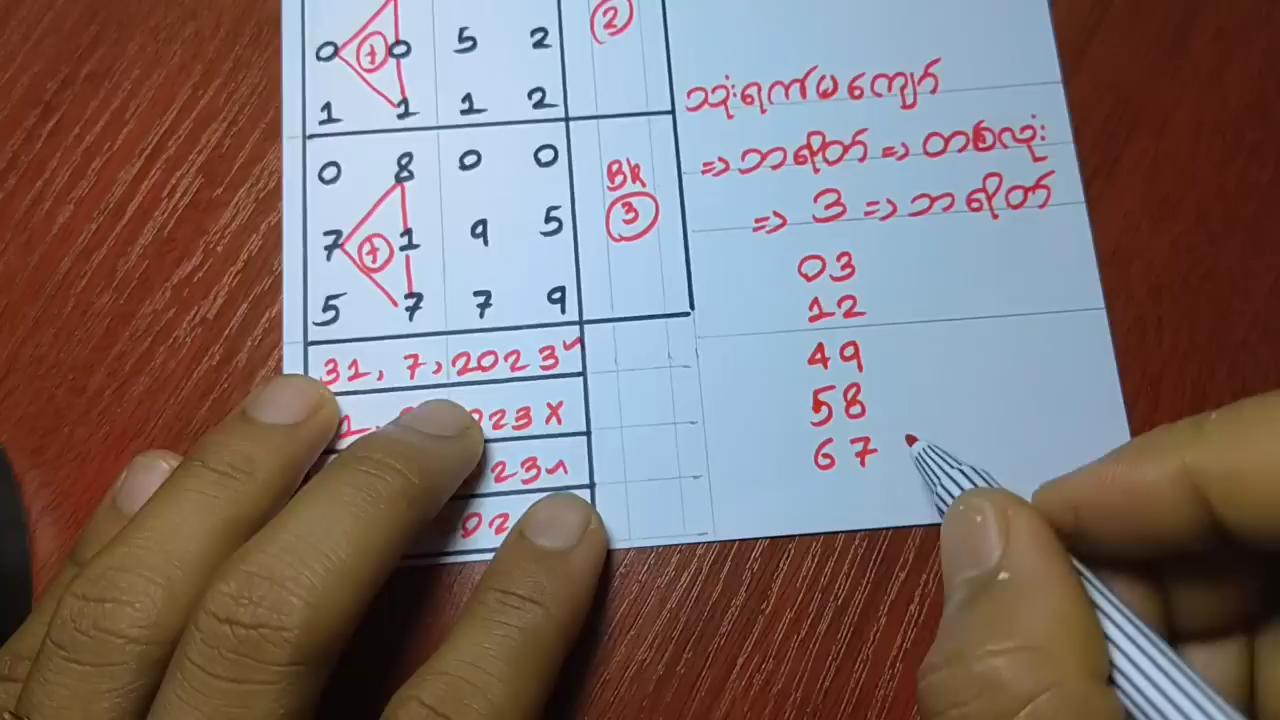 0 + 0 5 2
2
1 1 1 2
0 8 0 0
Bk
3
7 + 1 9 5
5 7 7 9
31, 7, 2023
023 X
23
02
သုံးရက်မကျော်
=> ဘရိတ် => တစ်လုံး
=> 3 => ဘရိတ်
03
12
49
58
67